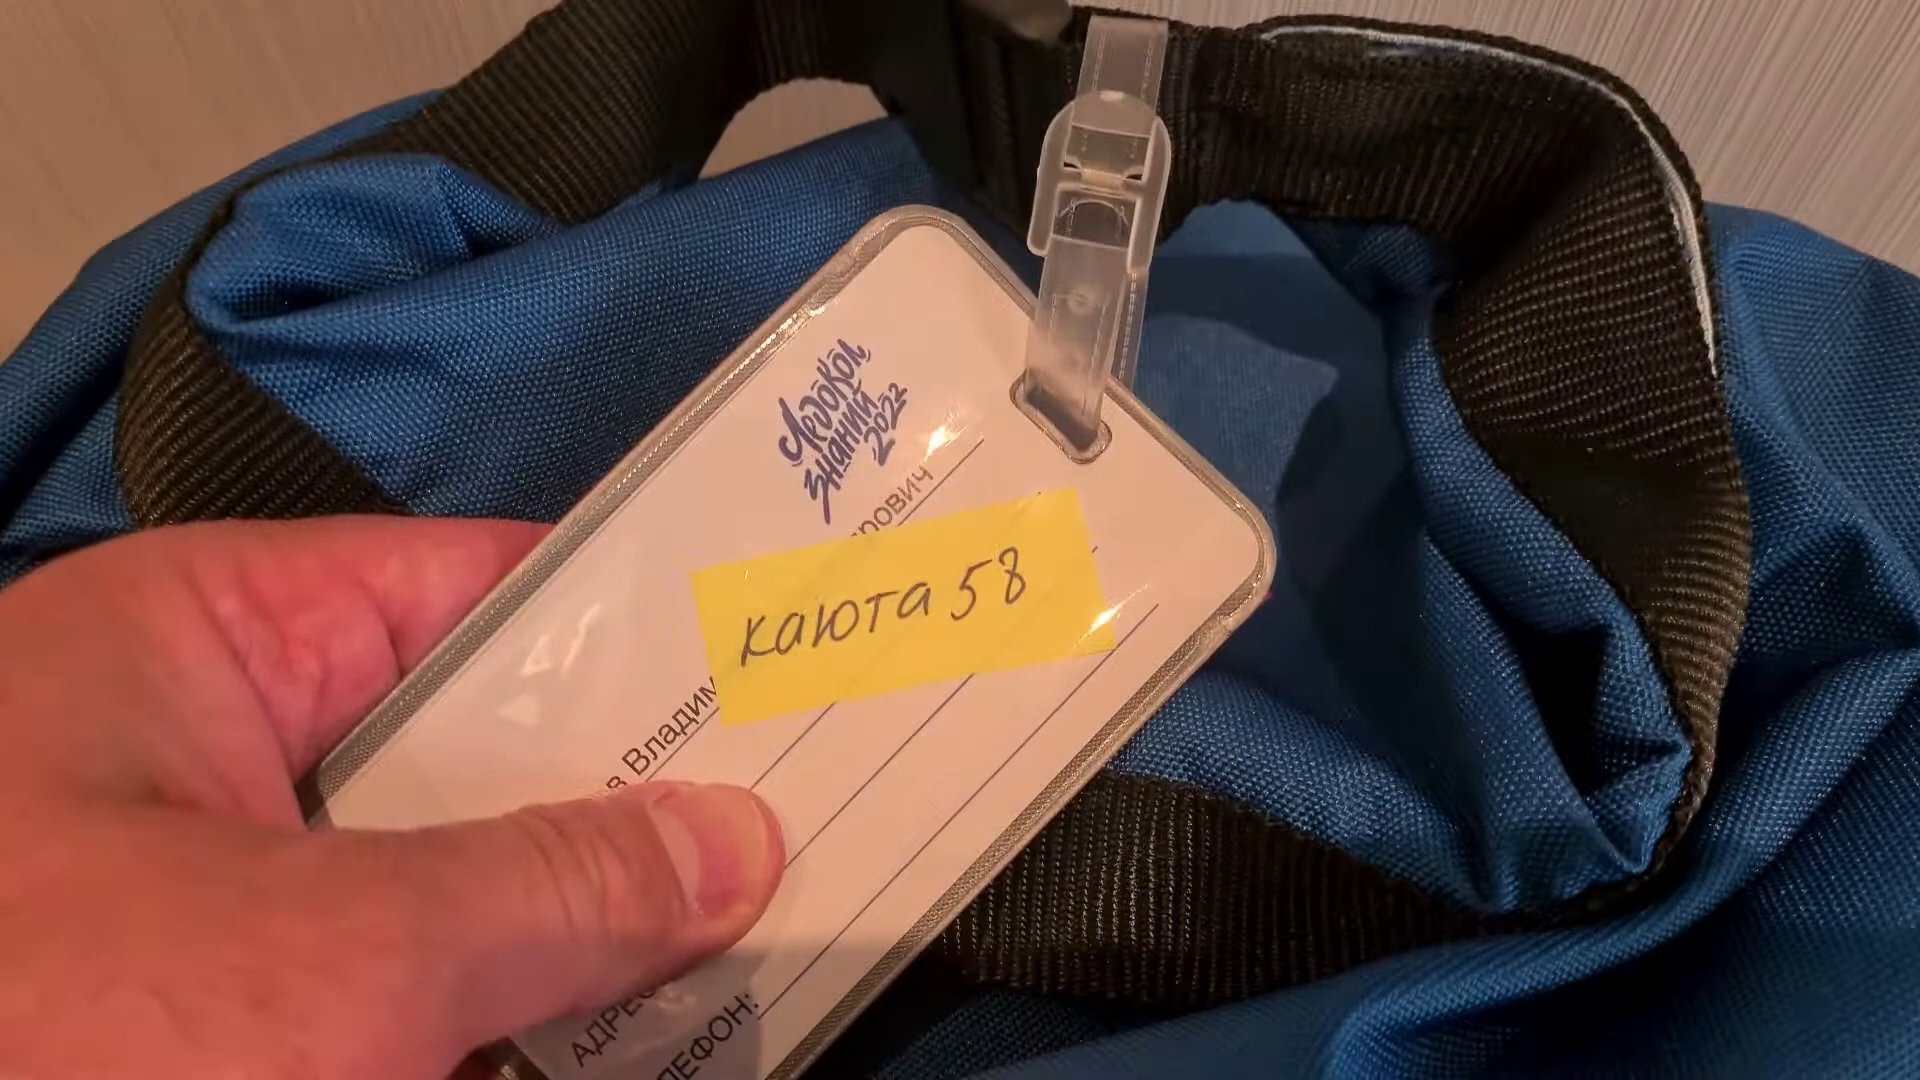 Ледокол
знаний
2022
в Владим
рович
каюта 58
АДРЕС
ЛЕФОН: